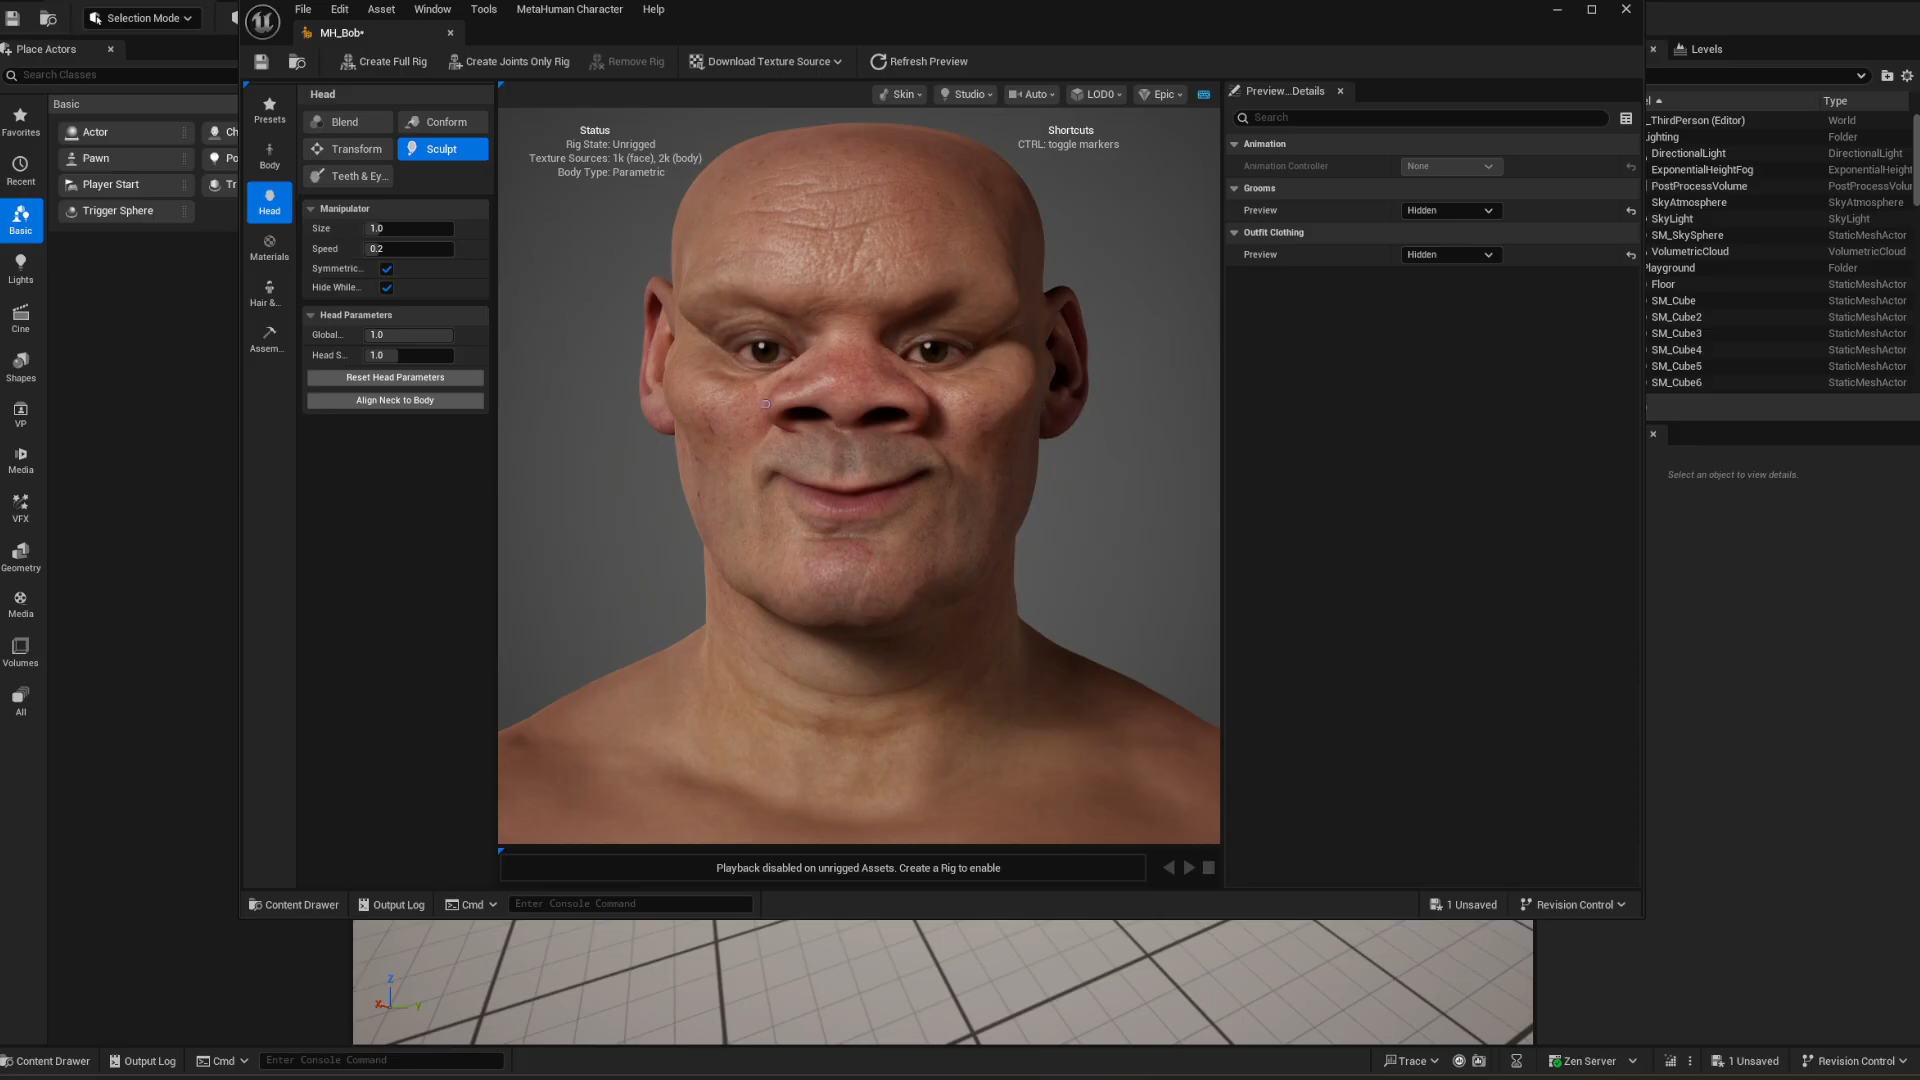 File Edit Asset Window Tools MetaHuman Character Help
Selection Mode
MH_Bob•
Place Actors
Levels
Create Full Rig Create Joints Only Rig Remove Rig Download Texture Source Refresh Preview
Search Classes
Head
Skin Studio Auto LOD0 Epic
Preview...Details
Basic
Type
Presets
Blend Conform
Search
Favorites
Actor
Status
Shortcuts
_ThirdPerson (Editor) World
Rig State: Unrigged
CTRL: toggle markers
Animation
Lighting Folder
Transform Sculpt
Texture Sources: 1k (face), 2k (body)
Pawn
Body
DirectionalLight DirectionalLight
Animation Controller None
Body Type: Parametric
ExponentialHeightFog ExponentialHeight
Recent
Player Start
Teeth & Ey...
Grooms
PostProcessVolume PostProcessVolu
SkyAtmosphere SkyAtmosphere
Trigger Sphere
Head
Manipulator
Preview Hidden
SkyLight SkyLight
Basic
Size 1.0
Outfit Clothing
SM_SkySphere StaticMeshActor
Speed 0.2
Preview Hidden
VolumetricCloud VolumetricCloud
Materials
Symmetric...
Playground Folder
Lights
Hide While...
Floor StaticMeshActor
Hair &...
SM_Cube StaticMeshActor
Cine
Head Parameters
SM_Cube2 StaticMeshActor
Global... 1.0
SM_Cube3 StaticMeshActor
Assem...
Head S... 1.0
SM_Cube4 StaticMeshActor
Shapes
Reset Head Parameters
SM_Cube5 StaticMeshActor
Align Neck to Body
SM_Cube6 StaticMeshActor
VP
Media
Select an object to view details.
VFX
Geometry
Media
Volumes
All
Playback disabled on unrigged Assets. Create a Rig to enable
Content Drawer Output Log Cmd Enter Console Command
1 Unsaved Revision Control
Z
X Y
Content Drawer Output Log Cmd Enter Console Command
Trace Zen Server 1 Unsaved Revision Control